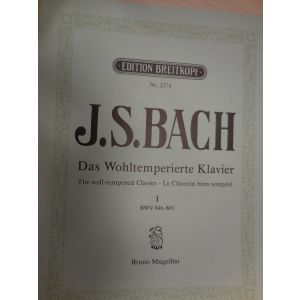 EDITION BREITKOPF
Nr. 2374
J.S. BACH
Das Wohltemperierte Klavier
The well-tempered Clavier - Le Clavecin bien tempéré
I
BWV 846-869
Bruno Mugellini